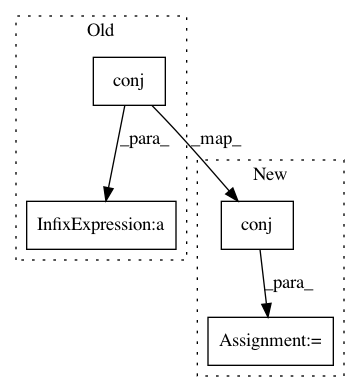 Old
conj
_para_
_map_
New
InfixExpression:a
conj
_para_
Assignment:=